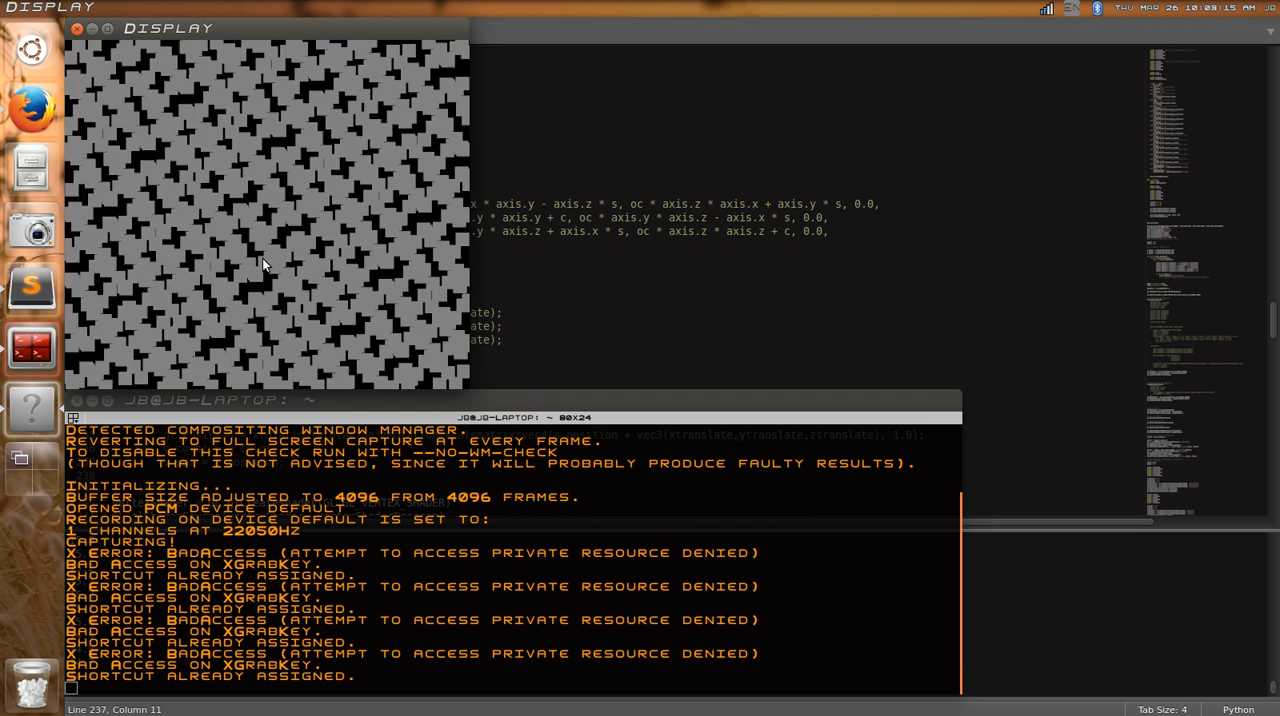 Display
EN
Thu Mar 26 10:03:15 AM JB
Display
x * axis.y - axis.z * s, oc * axis.z * axis.x + axis.y * s, 0.0,
.y * axis.y + c, oc * axis.y * axis.z - axis.x * s, 0.0,
.y * axis.z + axis.x * s, oc * axis.z * axis.z + c, 0.0,
ate);
ate);
ate);
jb@jb-Laptop: ~
jb@jb-Laptop: ~ 80x24
Detected compositing window manager.
Reverting to full screen capture at every frame.
To disable this check run with --no-wm-check
(though that is not advised, since it will probably produce faulty results).
Initializing...
Buffer size adjusted to 4096 from 4096 frames.
Opened PCM device default
Recording on device default is set to:
1 channels at 22050Hz
Capturing!
X Error: BadAccess (attempt to access private resource denied)
Bad Access on XGrabKey.
Shortcut already assigned.
X Error: BadAccess (attempt to access private resource denied)
Bad Access on XGrabKey.
Shortcut already assigned.
X Error: BadAccess (attempt to access private resource denied)
Bad Access on XGrabKey.
Shortcut already assigned.
X Error: BadAccess (attempt to access private resource denied)
Bad Access on XGrabKey.
Shortcut already assigned.
Line 237, Column 11
Tab Size: 4
Python